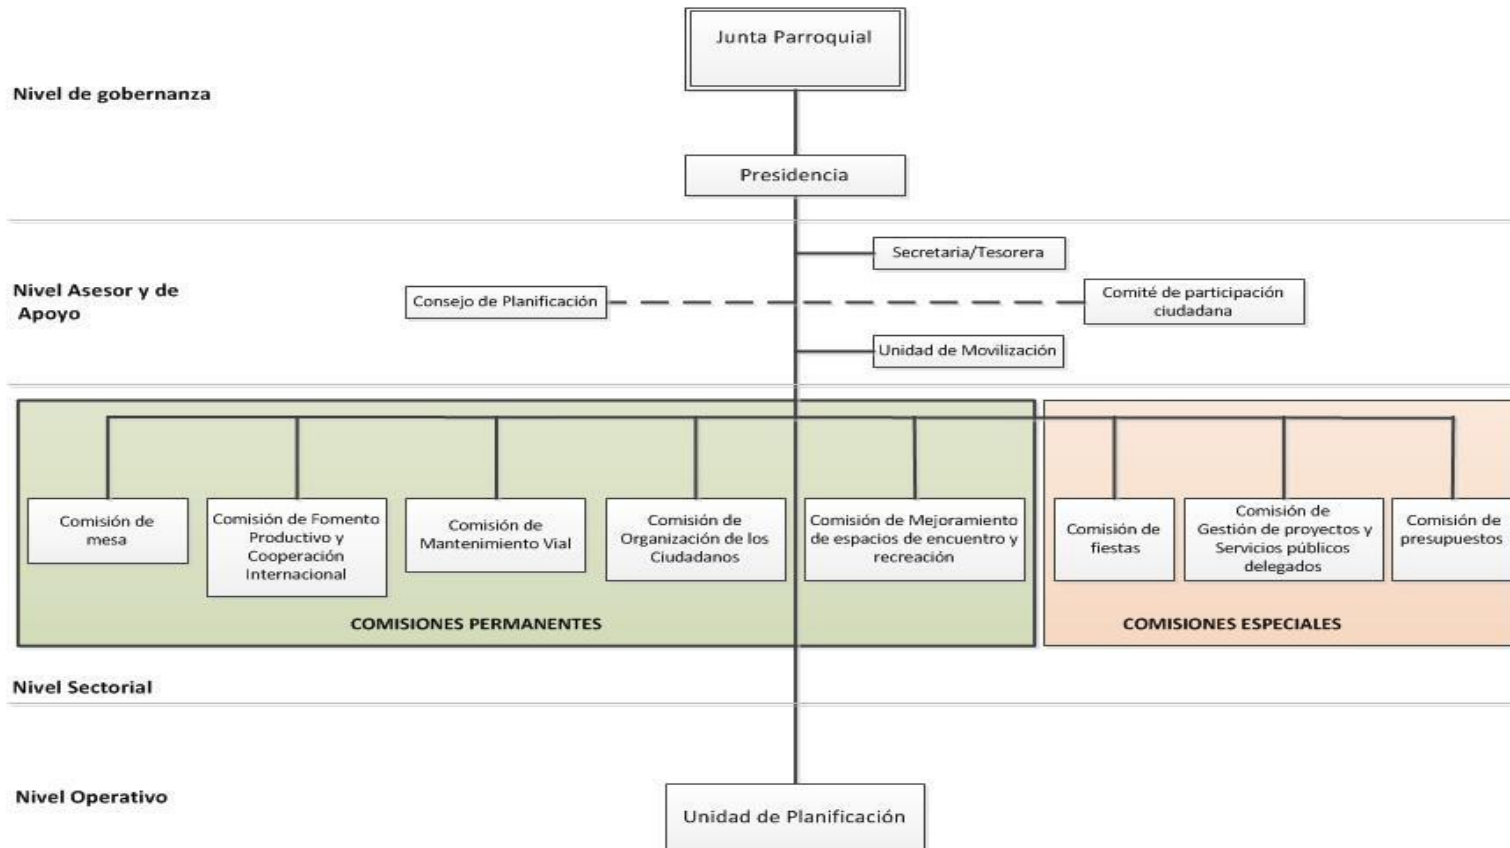 Junta Parroquial
Nivel de gobernanza
Presidencia
Secretaria/Tesorera
Nivel Asesor y de
Apoyo
Consejo de Planificación
Comité de participación
ciudadana
Unidad de Movilización
Comisión de
mesa
Comisión de Fomento
Productivo y
Cooperación
Internacional
Comisión de
Mantenimiento Vial
Comisión de
Organización de los
Ciudadanos
Comisión de Mejoramiento
de espacios de encuentro y
recreación
Comisión de
fiestas
Comisión de
Gestión de proyectos y
Servicios públicos
delegados
Comisión de
presupuestos
COMISIONES PERMANENTES
COMISIONES ESPECIALES
Nivel Sectorial
Nivel Operativo
Unidad de Planificación